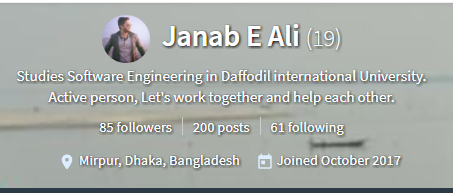 Janab E Ali (19)
Studies Software Engineering in Daffodil international University.
Active person, Let's work together and help each other.
85 followers 200 posts 61 following
Mirpur, Dhaka, Bangladesh Joined October 2017